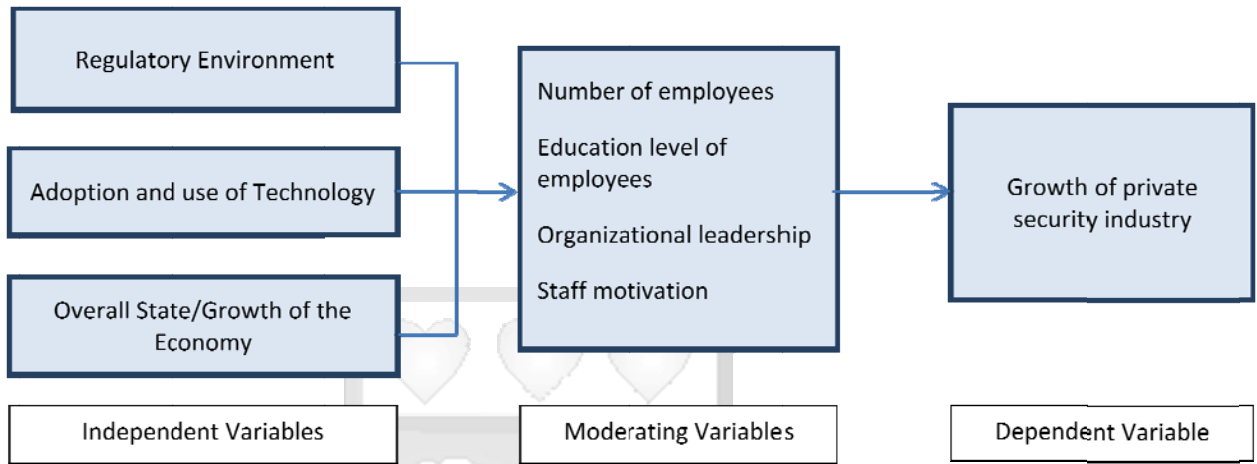 Regulatory Environment
Adoption and use of Technology
Overall State/Growth of the
Economy
Number of employees
Education level of
employees
Organizational leadership
Staff motivation
Growth of private
security industry
Independent Variables
Moderating Variables
Dependent Variable